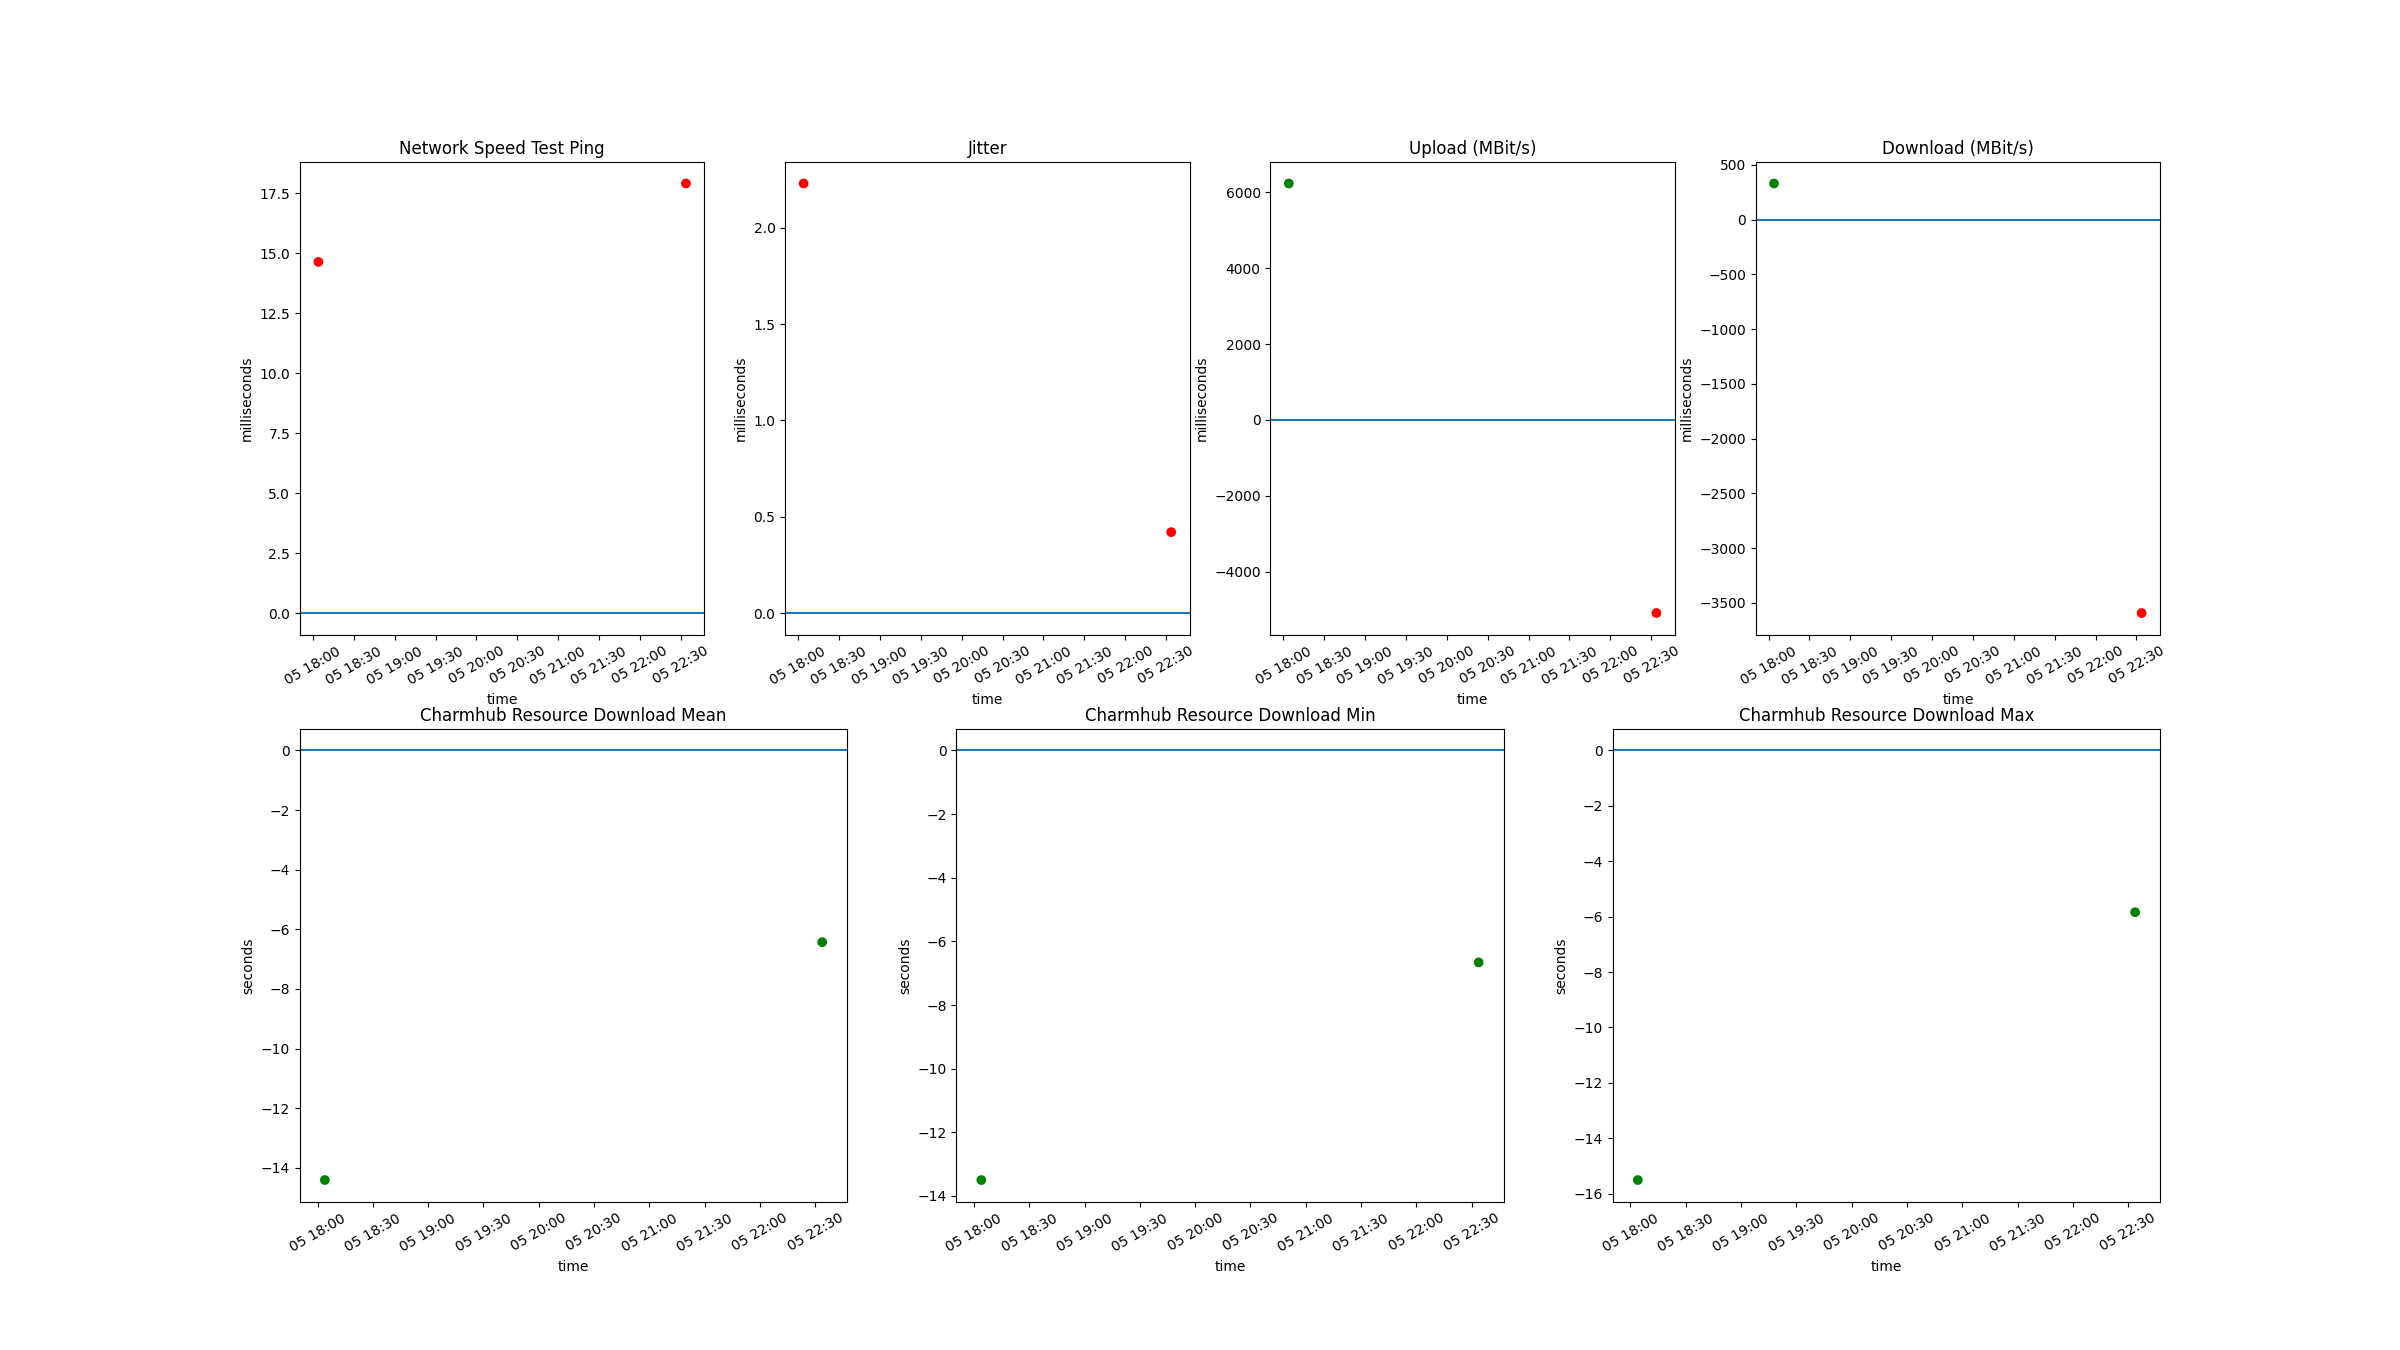 Network Speed Test Ping
milliseconds
17.5
15.0
12.5
10.0
7.5
5.0
2.5
0.0
05 18:00 05 18:30 05 19:00 05 19:30 05 20:00 05 20:30 05 21:00 05 21:30 05 22:00 05 22:30
time
Jitter
milliseconds
2.0
1.5
1.0
0.5
0.0
05 18:00 05 18:30 05 19:00 05 19:30 05 20:00 05 20:30 05 21:00 05 21:30 05 22:00 05 22:30
time
Upload (MBit/s)
milliseconds
6000
4000
2000
0
−2000
−4000
05 18:00 05 18:30 05 19:00 05 19:30 05 20:00 05 20:30 05 21:00 05 21:30 05 22:00 05 22:30
time
Download (MBit/s)
milliseconds
500
0
−500
−1000
−1500
−2000
−2500
−3000
−3500
05 18:00 05 18:30 05 19:00 05 19:30 05 20:00 05 20:30 05 21:00 05 21:30 05 22:00 05 22:30
time
Charmhub Resource Download Mean
seconds
0
−2
−4
−6
−8
−10
−12
−14
05 18:00 05 18:30 05 19:00 05 19:30 05 20:00 05 20:30 05 21:00 05 21:30 05 22:00 05 22:30
time
Charmhub Resource Download Min
seconds
0
−2
−4
−6
−8
−10
−12
−14
05 18:00 05 18:30 05 19:00 05 19:30 05 20:00 05 20:30 05 21:00 05 21:30 05 22:00 05 22:30
time
Charmhub Resource Download Max
seconds
0
−2
−4
−6
−8
−10
−12
−14
−16
05 18:00 05 18:30 05 19:00 05 19:30 05 20:00 05 20:30 05 21:00 05 21:30 05 22:00 05 22:30
time